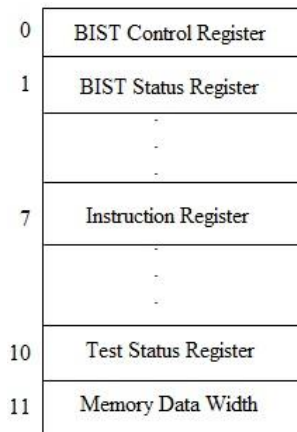 0 BIST Control Register
1 BIST Status Register
.
.
.
7 Instruction Register
.
.
.
10 Test Status Register
11 Memory Data Width